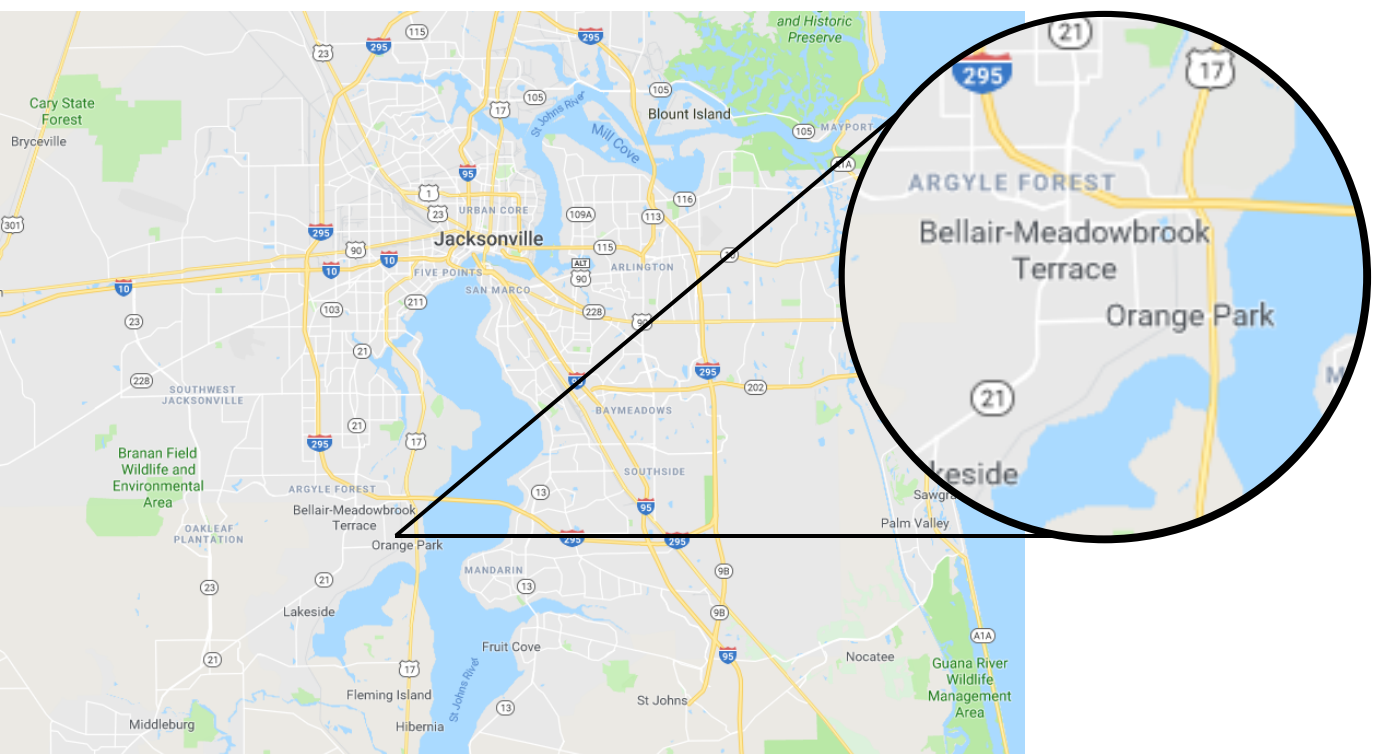 and Historic
Preserve
115
23
295
295
105
105
17
Cary State
Forest
Bryceville
St Johns River
Mill Cove
Blount Island
105
MAYPORT
A1A
95
1
23
URBAN CORE
109A
116
113
301
295
90
Jacksonville
115
10
10
ALT
90
ARLINGTON
FIVE POINTS
SAN MARCO
10
103
211
228
90
23
21
228
SOUTHWEST
JACKSONVILLE
295
202
BAYMEADOWS
21
17
295
Branan Field
Wildlife and
Environmental
Area
SOUTHSIDE
ARGYLE FOREST
13
95
Bellair-Meadowbrook
Terrace
OAKLEAF
PLANTATION
Orange Park
295
295
Palm Valley
MANDARIN
9B
13
23
21
Lakeside
9B
A1A
21
Fruit Cove
95
Nocatee
17
Guana River
Wildlife
Management
Area
Fleming Island
St Johns River
St Johns
13
Middleburg
Hibernia
21
295
17
ARGYLE FOREST
Bellair-Meadowbrook
Terrace
Orange Park
21
keside
Sawgra
M